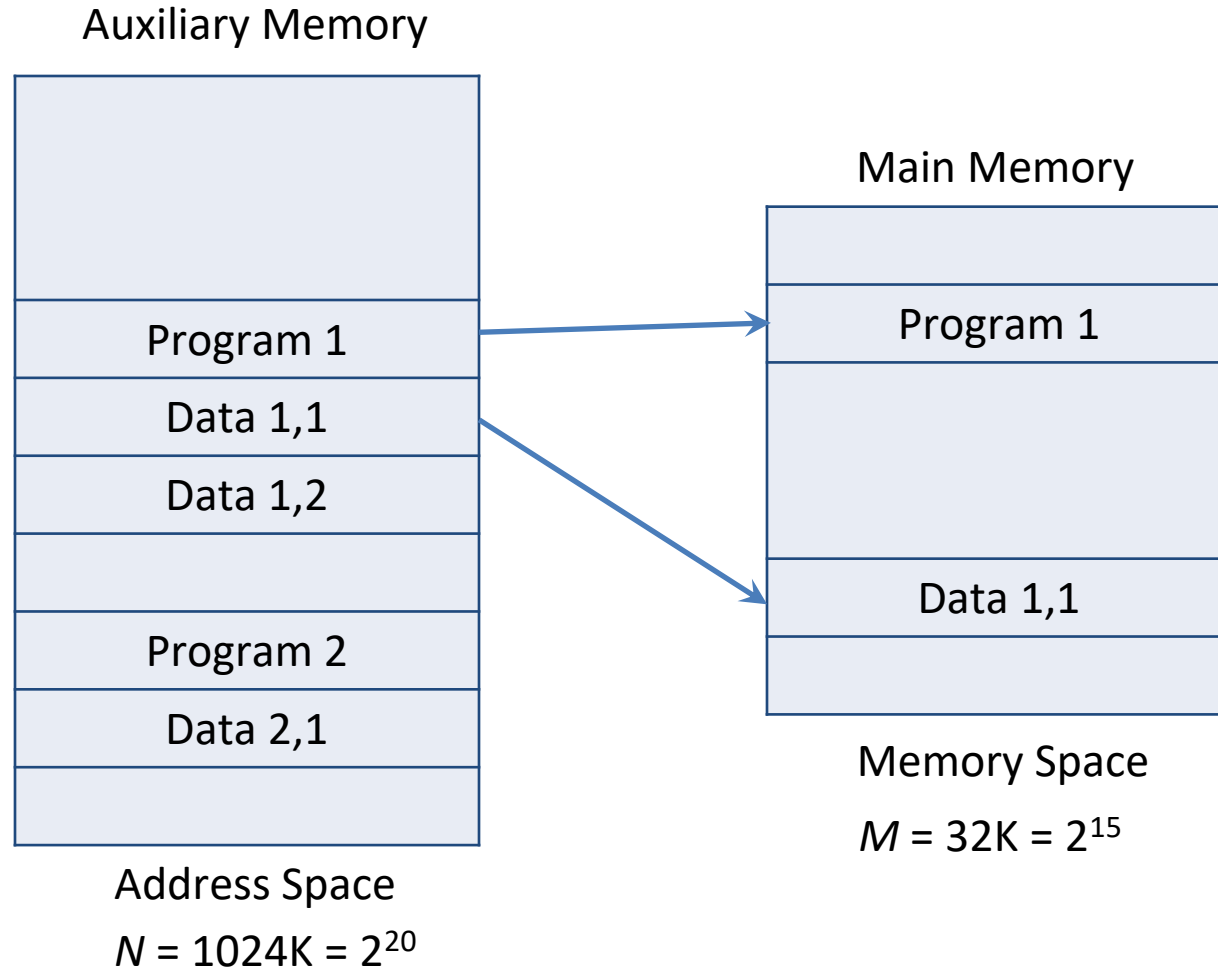 Auxiliary Memory
Program 1
Data 1,1
Data 1,2
Program 2
Data 2,1
Address Space
N = 1024K = 2²⁰
Main Memory
Program 1
Data 1,1
Memory Space
M = 32K = 2¹⁵